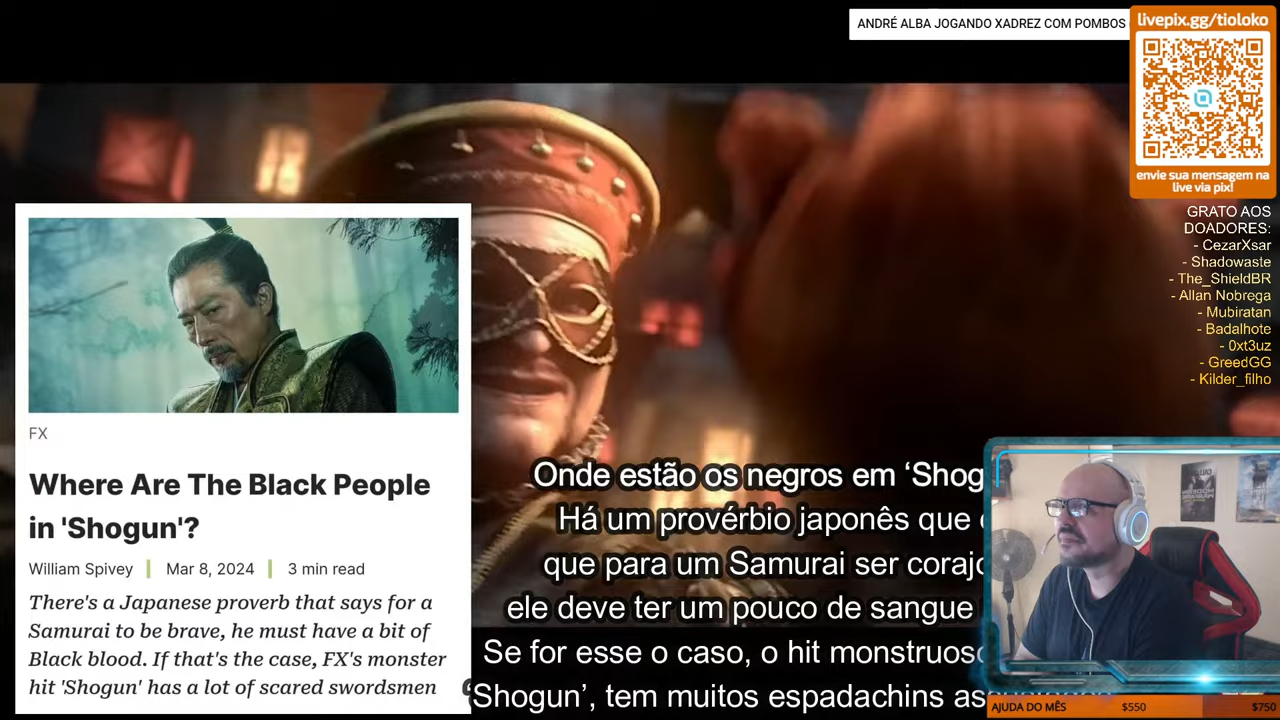 ANDRÉ ALBA JOGANDO XADREZ COM POMBOS
livepix.gg/tioloko
envie sua mensagem na
live via pix!
GRATO AOS
DOADORES:
- CezarXsar
- Shadowaste
- The_ShieldBR
- Allan Nobrega
- Mubiratan
- Badalhote
- 0xt3uz
- GreedGG
- Kilder_filho
FX
Where Are The Black People
in 'Shogun'?
William Spivey | Mar 8, 2024 | 3 min read
There's a Japanese proverb that says for a
Samurai to be brave, he must have a bit of
Black blood. If that's the case, FX's monster
hit 'Shogun' has a lot of scared swordsmen
Onde estão os negros em ‘Shog
Há um provérbio japonês que
que para um Samurai ser corajo
ele deve ter um pouco de sangue
Se for esse o caso, o hit monstruoso
‘Shogun’, tem muitos espadachins
AJUDA DO MÊS $550 $750